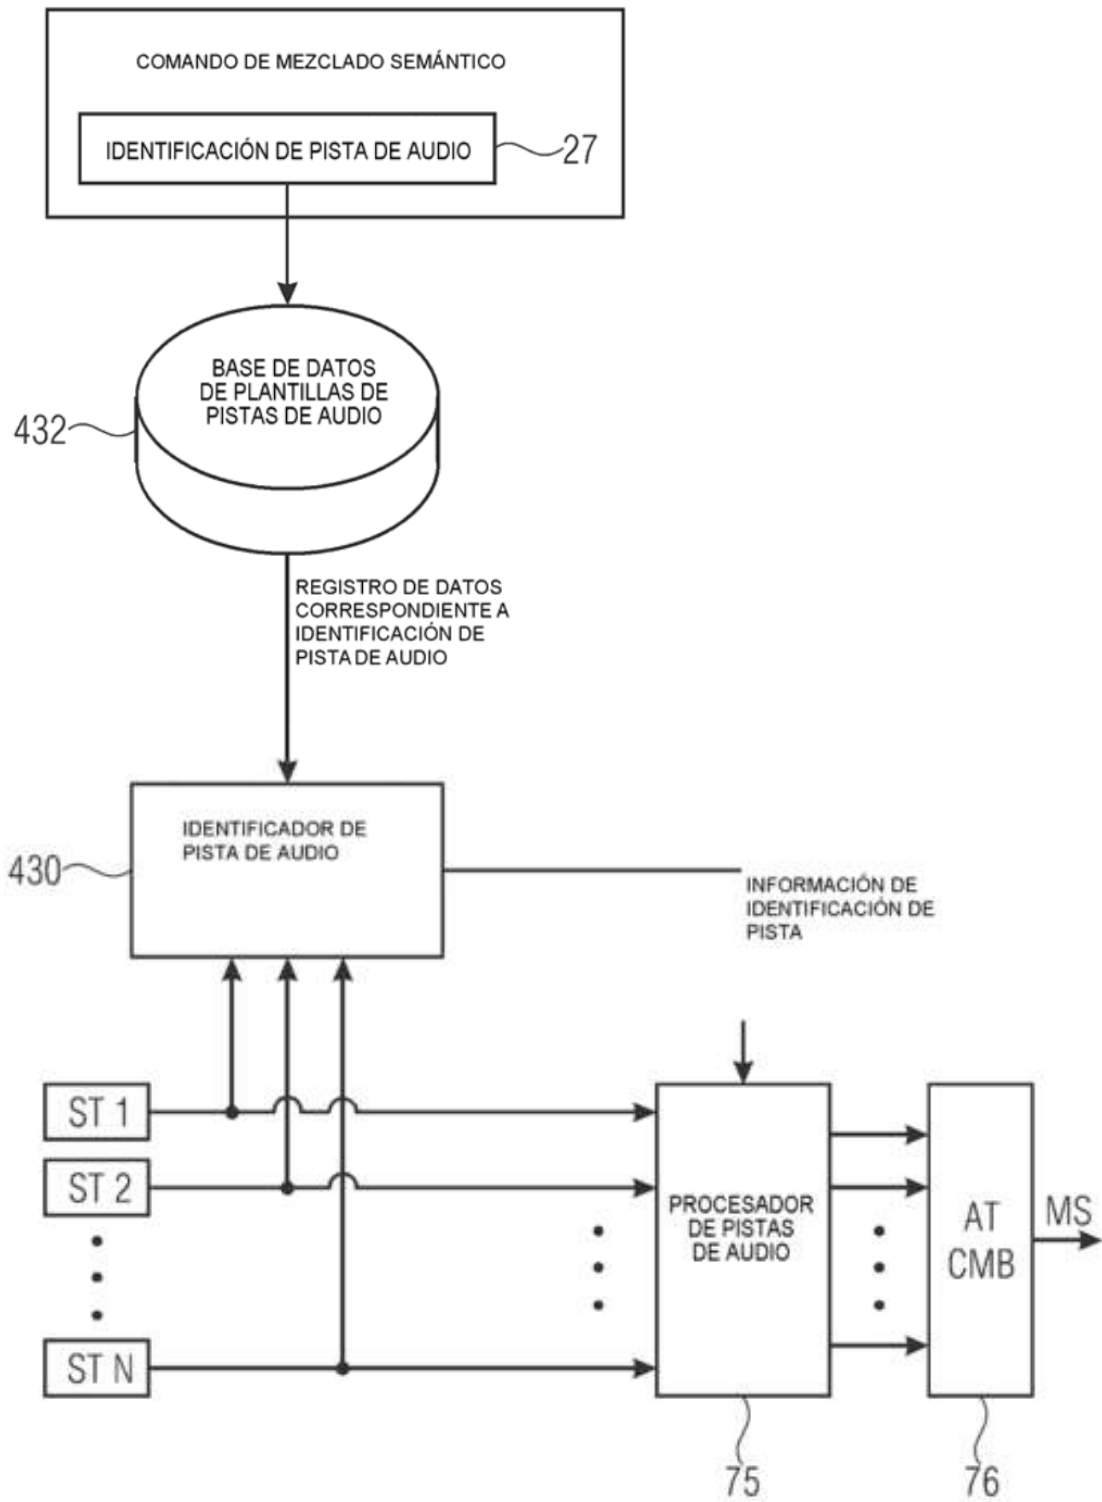 COMANDO DE MEZCLADO SEMÁNTICO
IDENTIFICACIÓN DE PISTA DE AUDIO
27
BASE DE DATOS
DE PLANTILLAS DE
PISTAS DE AUDIO
432
REGISTRO DE DATOS
CORRESPONDIENTE A
IDENTIFICACIÓN DE
PISTA DE AUDIO
IDENTIFICADOR DE
PISTA DE AUDIO
430
INFORMACIÓN DE
IDENTIFICACIÓN DE
PISTA
ST 1
ST 2
ST N
PROCESADOR
DE PISTAS
DE AUDIO
AT
CMB
MS
75
76